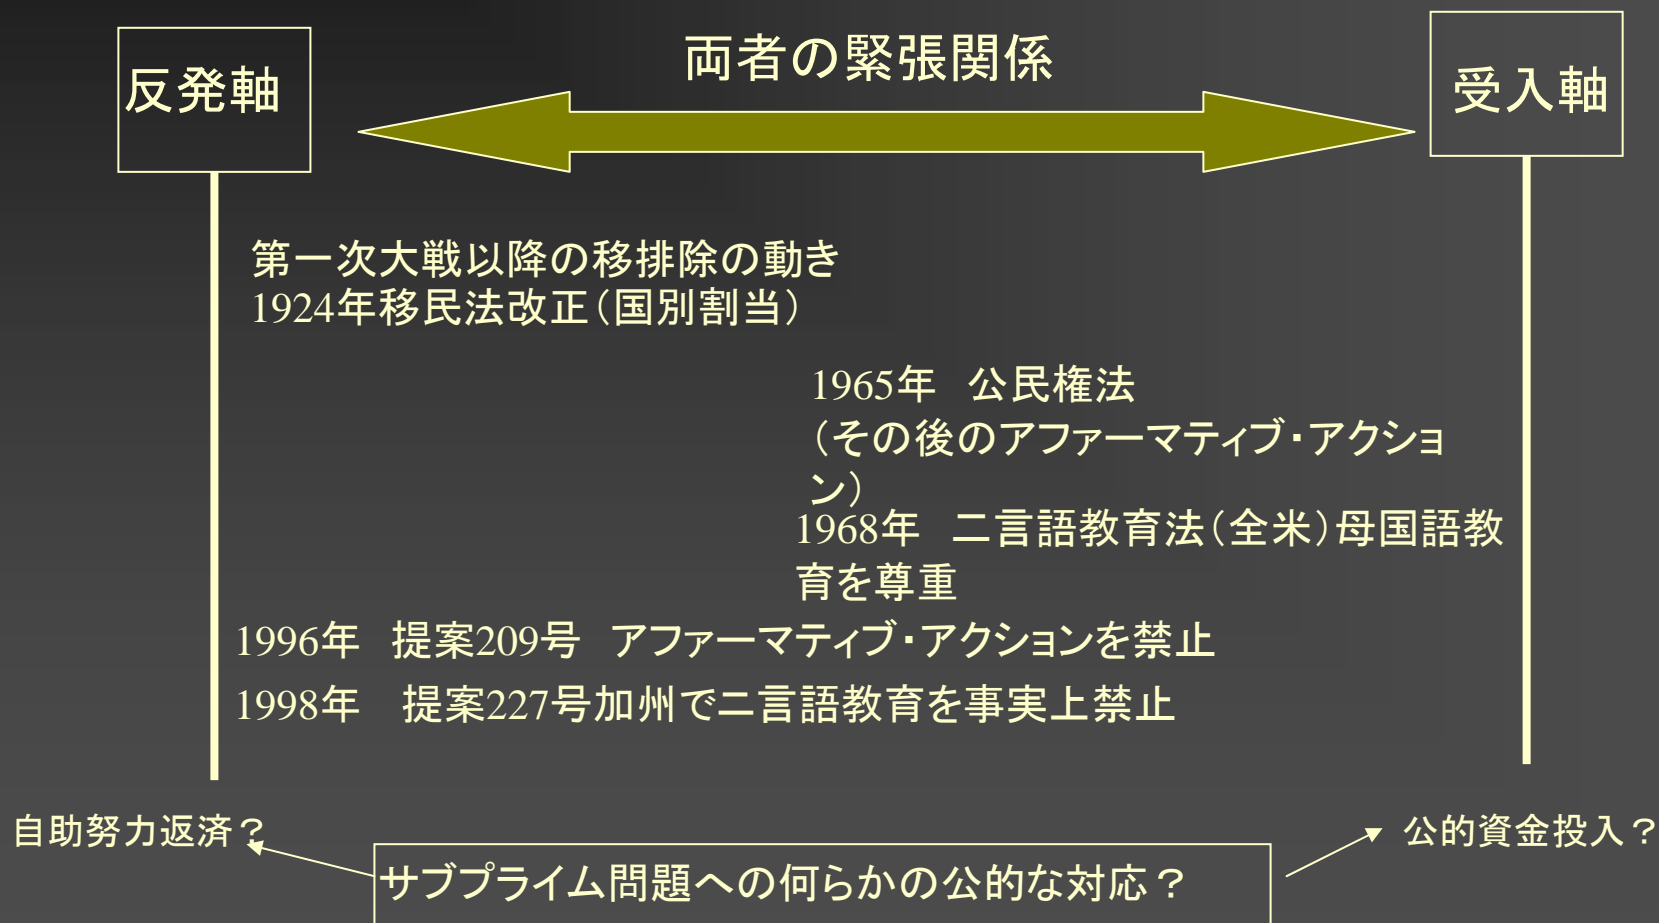 両者の緊張関係
反発軸
受入軸
第一次大戦以降の移排除の動き
1924年移民法改正（国別割当）
1965年　公民権法
（その後のアファーマティブ・アクショ
ン）
1968年　二言語教育法（全米）母国語教
育を尊重
1996年　提案209号　アファーマティブ・アクションを禁止
1998年　提案227号加州で二言語教育を事実上禁止
自助努力返済？
公的資金投入？
サブプライム問題への何らかの公的な対応？